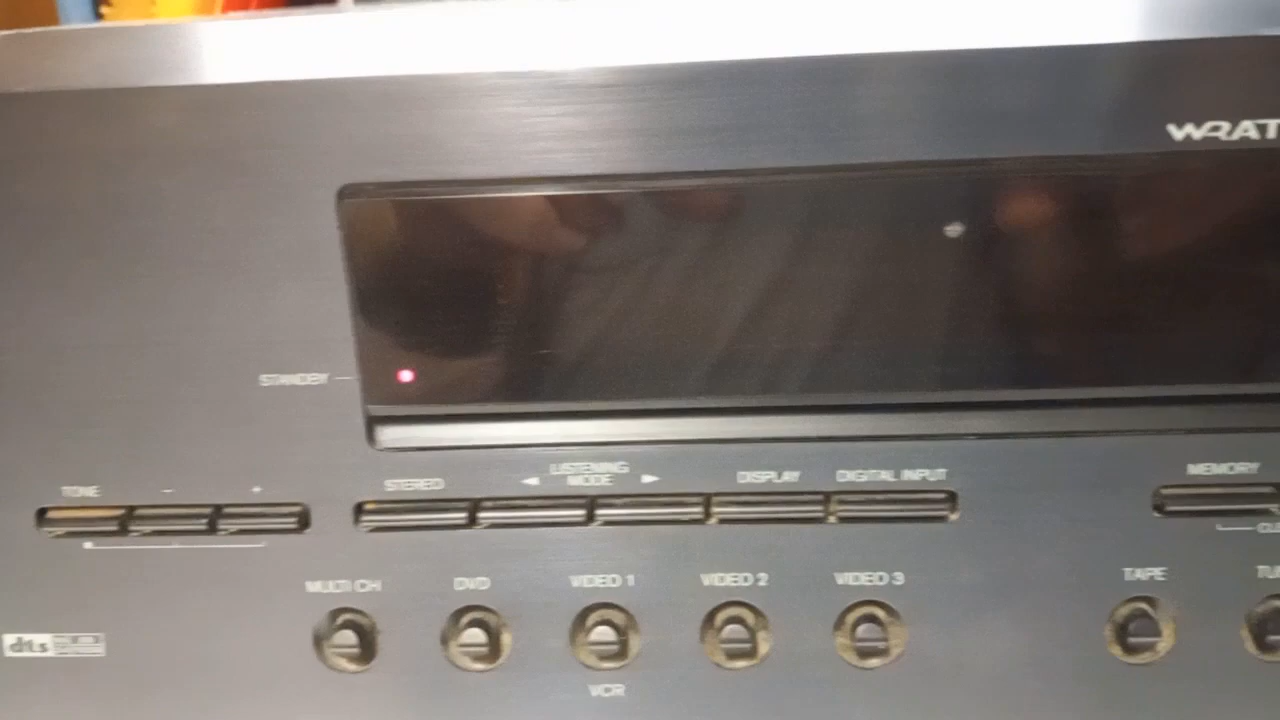 WRAT
STANDBY
TONE - +
STEREO
LISTENING
MODE
DISPLAY
DIGITAL INPUT
MEMORY
MULTI CH
DVD
VIDEO 1
VIDEO 2
VIDEO 3
TAPE
VCR
dts